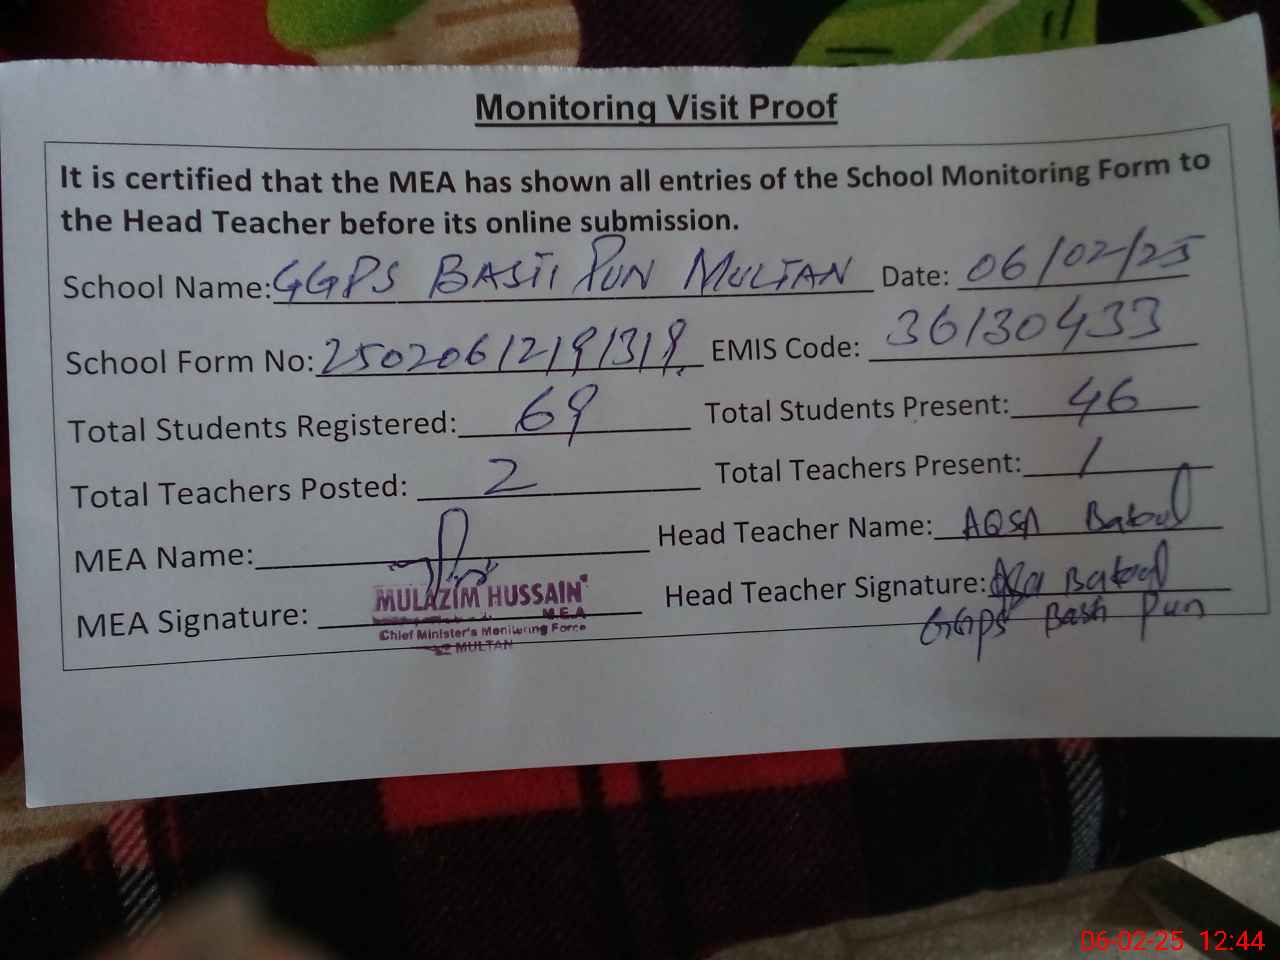 Monitoring Visit Proof
It is certified that the MEA has shown all entries of the School Monitoring Form to
the Head Teacher before its online submission.
School Name: GGPS BASTI PUN MULTAN Date: 06/02/25
School Form No: 25020612191319 EMIS Code: 36130433
Total Students Registered: 69 Total Students Present: 46
Total Teachers Posted: 2 Total Teachers Present: 1
MEA Name: Head Teacher Name: AQSA Batool
MEA Signature: Head Teacher Signature: Batool
MULAZIM HUSSAIN
M.E.A
Chief Minister's Monitoring Force
MULTAN
GGPS Basti Pun
06-02-25 12:44